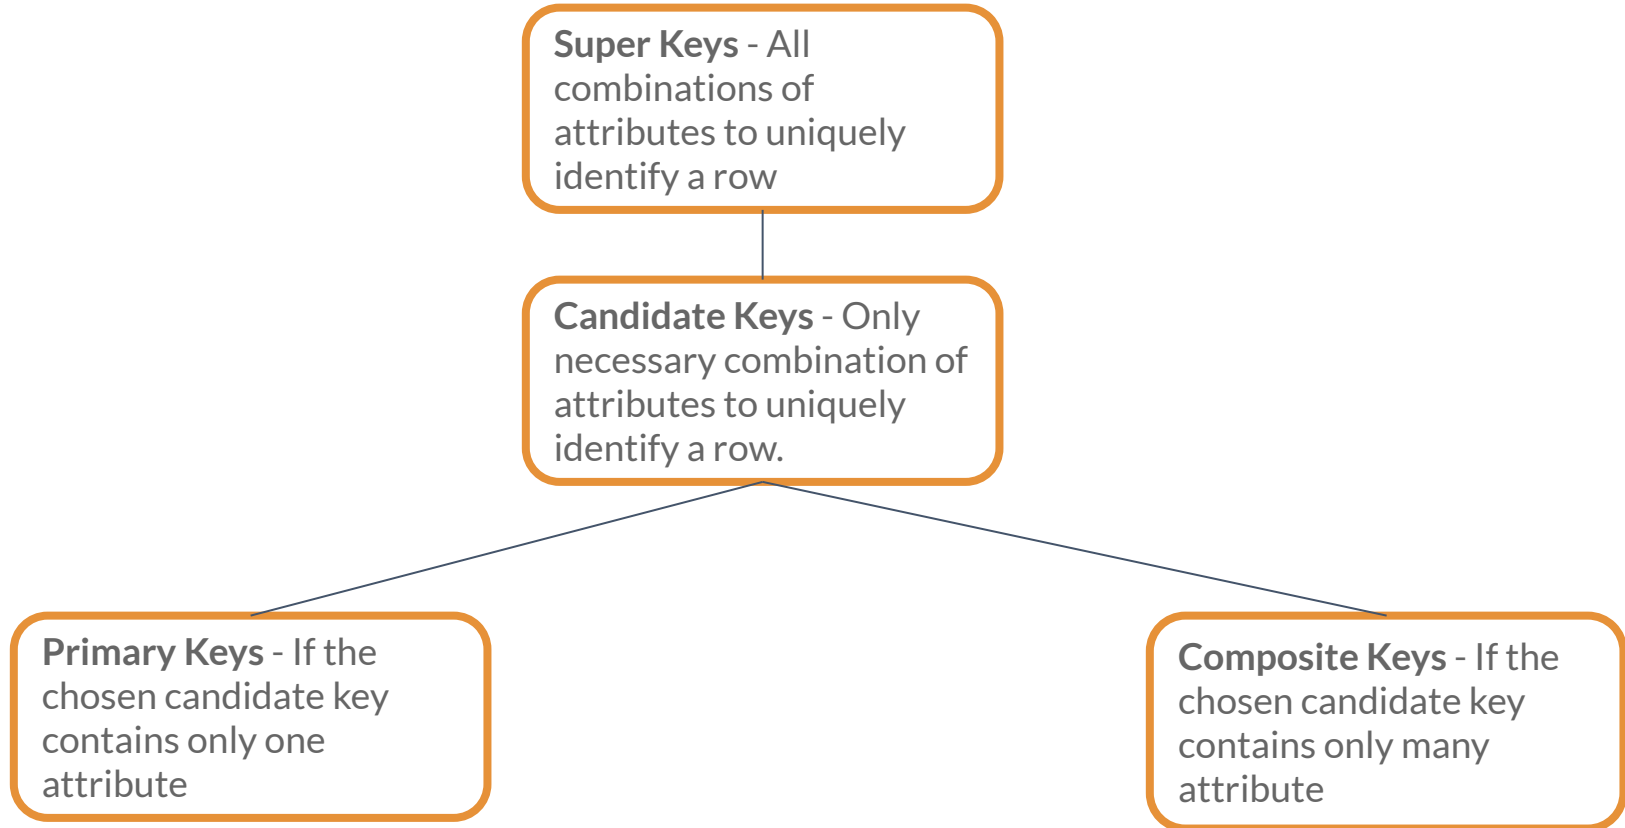 Super Keys - All
combinations of
attributes to uniquely
identify a row
Candidate Keys - Only
necessary combination of
attributes to uniquely
identify a row.
Primary Keys - If the
chosen candidate key
contains only one
attribute
Composite Keys - If the
chosen candidate key
contains only many
attribute